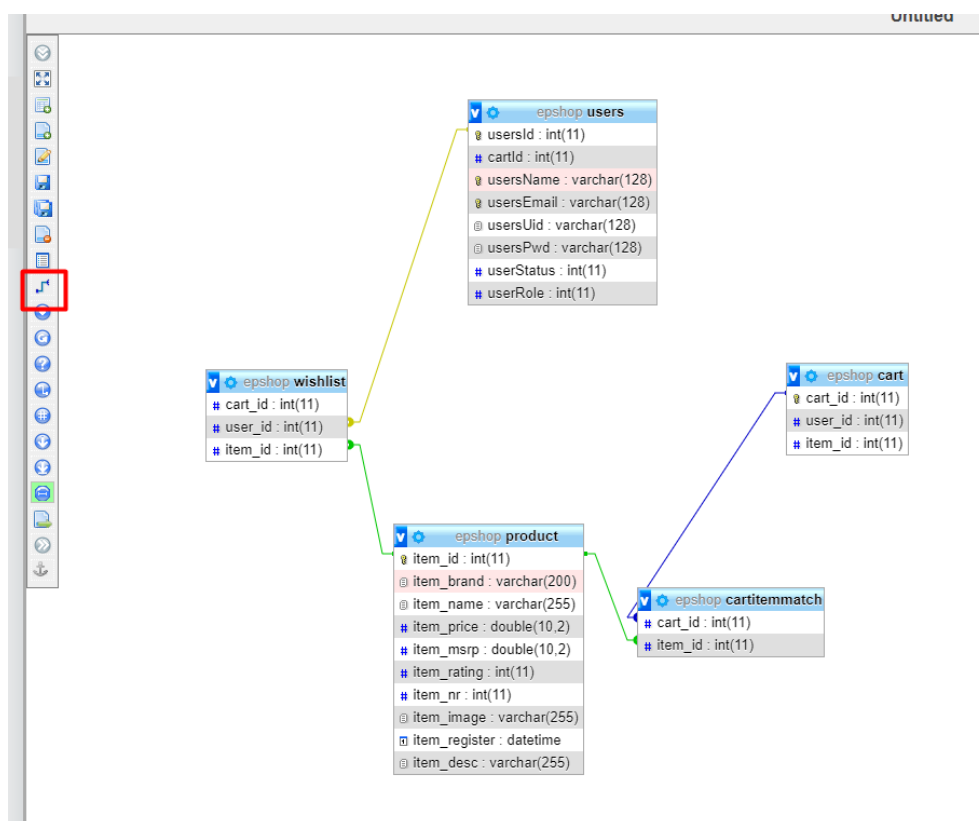 Untitled
epshop users
usersId : int(11)
cartId : int(11)
usersName : varchar(128)
usersEmail : varchar(128)
usersUid : varchar(128)
usersPwd : varchar(128)
userStatus : int(11)
userRole : int(11)
epshop wishlist
cart_id : int(11)
user_id : int(11)
item_id : int(11)
epshop cart
cart_id : int(11)
user_id : int(11)
item_id : int(11)
epshop product
item_id : int(11)
item_brand : varchar(200)
item_name : varchar(255)
item_price : double(10,2)
item_msrp : double(10,2)
item_rating : int(11)
item_nr : int(11)
item_image : varchar(255)
item_register : datetime
item_desc : varchar(255)
epshop cartitemmatch
cart_id : int(11)
item_id : int(11)